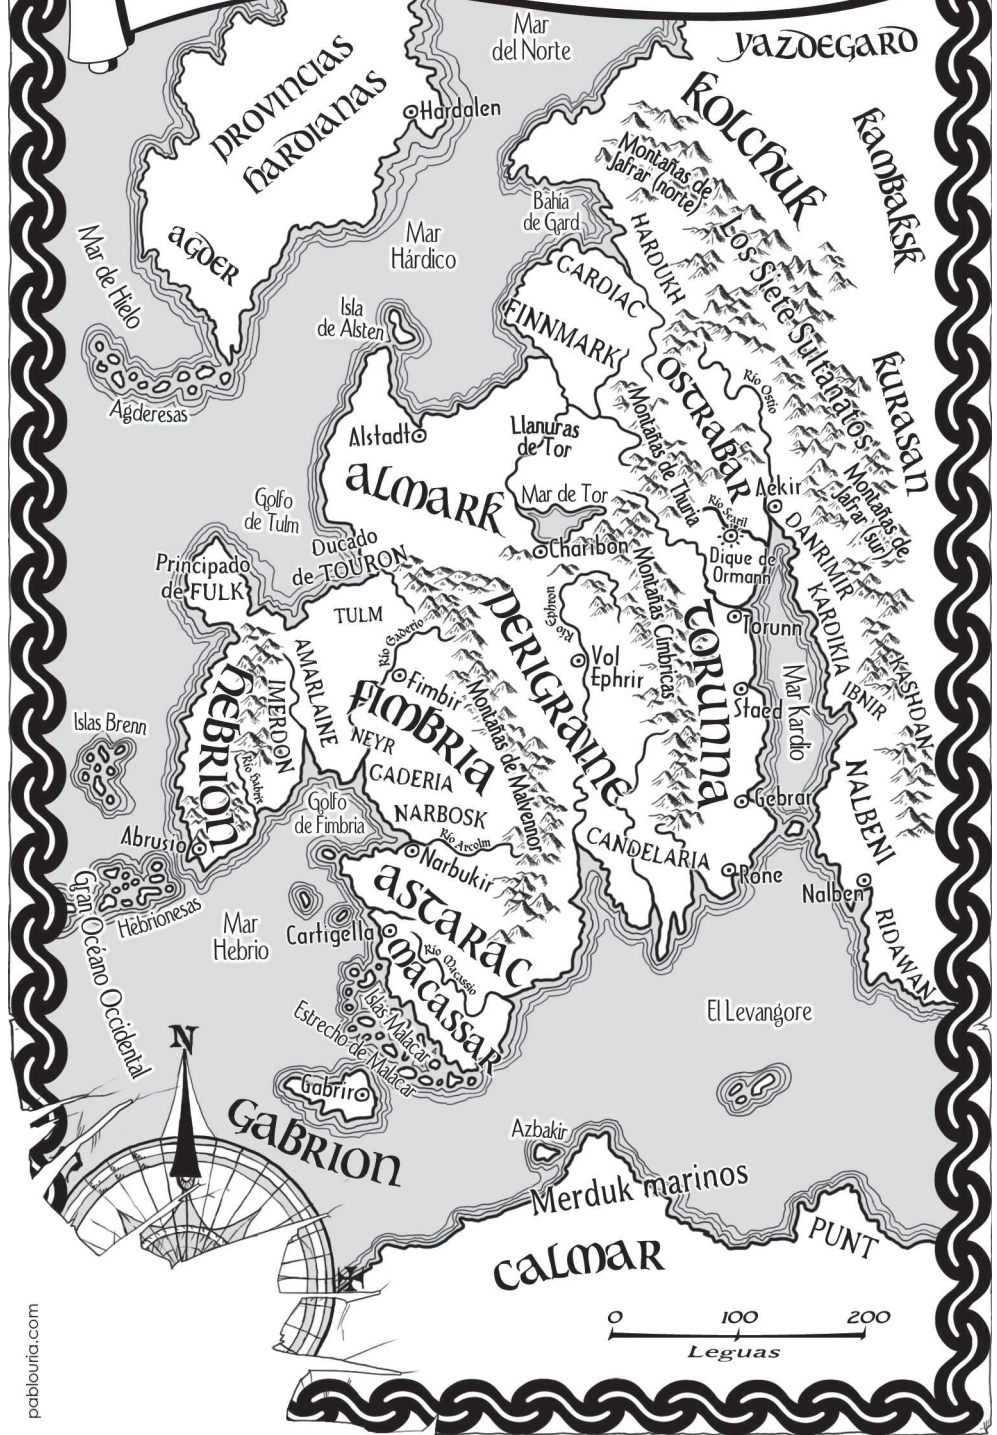 Mar
del Norte
YAZDEGARD
PROVINCIAS
HARDIANAS
Hardalen
KOLCHUK
KAMBAKSK
Montañas de
Jafrar (norte)
Bahía
de Gard
Mar
Hárdico
AGDER
Mar de Hielo
HARDUKH
Los Siete Sultanatos
CARDIAC
FINNMARK
Isla
de Alsten
Agderesas
OSTRABAR
Río Ostio
KURASAN
Alstadt
Llanuras
de Tor
Montañas de Thuria
ALMARK
Mar de Tor
Aekir
Montañas de
Jafrar (sur)
Golfo
de Tulm
Río Searil
DANRIMIR
Ducado
de TOURON
Charibon
Dique de
Ormann
Principado
de FULK
TULM
Río Gaderio
PERIGRAINE
Río Ephron
Montañas Címbricas
TORUNNA
Torunn
KARDIKIA
AMARLAINE
Fimbir
Vol
Ephrir
Staed
Mar Kardio
IBNIR
KASHDAN
HEBRION
IMERDON
FIMBRIA
Montañas de Malvennor
Islas Brenn
NEYR
GADERIA
Río Habris
NARBOSK
Golfo
de Fimbria
Gebrar
NALBENI
Abrusio
Río Arcolm
CANDELARIA
Narbukir
Rone
Nalben
Hebrionesas
ASTARAC
Gran Océano Occidental
Mar
Hebrio
Cartigella
RIDAWAN
MACASSAR
Río Macassio
Islas Malacar
Estrecho de Malacar
El Levangore
N
Gabrir
GABRION
Azbakir
Merduk marinos
PUNT
CALMAR
0 100 200
Leguas
pablouria.com